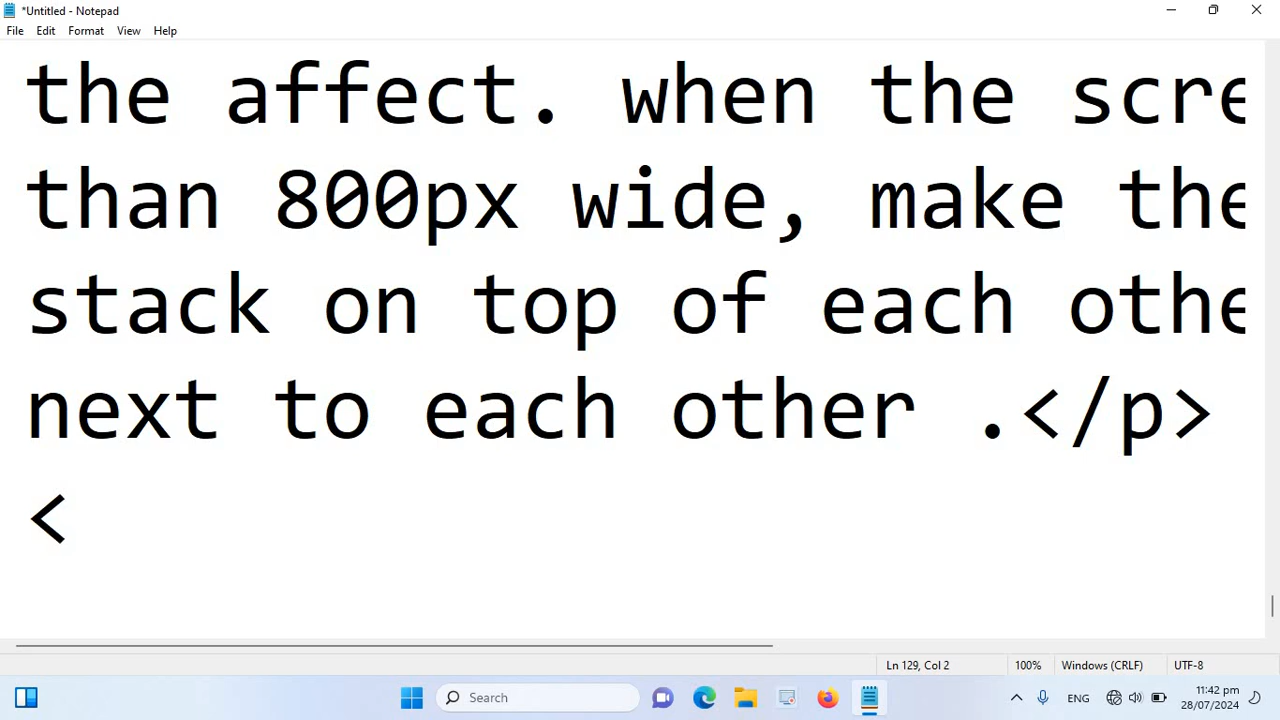 *Untitled - Notepad
File Edit Format View Help
the affect. when the scre
than 800px wide, make the
stack on top of each othe
next to each other .</p>
<
Ln 129, Col 2 100% Windows (CRLF) UTF-8
Search ENG 11:42 pm
28/07/2024